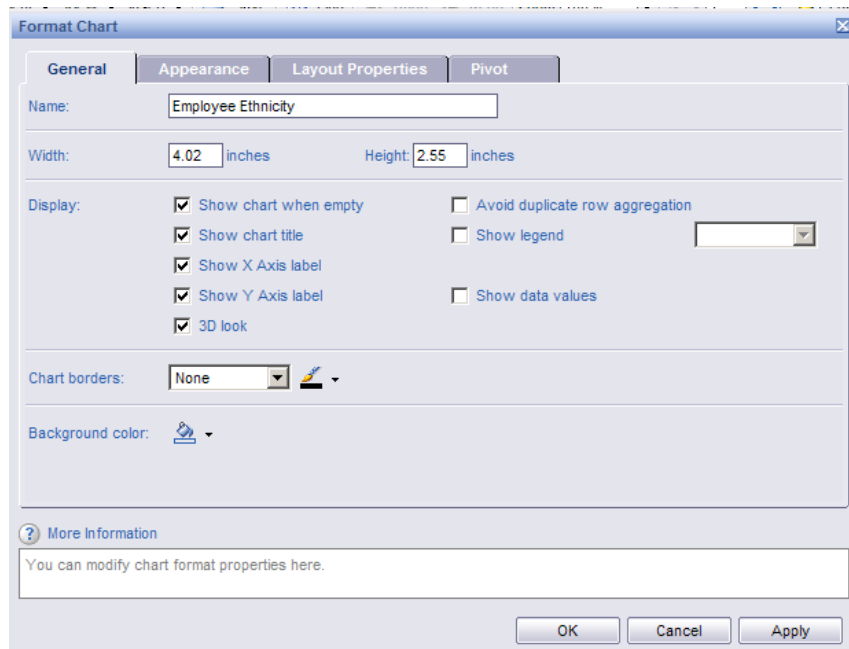 Format Chart
General Appearance Layout Properties Pivot
Name: Employee Ethnicity
Width: 4.02 inches Height: 2.55 inches
Display: Show chart when empty Avoid duplicate row aggregation
Show chart title Show legend
Show X Axis label
Show Y Axis label Show data values
3D look
Chart borders: None
Background color:
? More Information
You can modify chart format properties here.
OK Cancel Apply